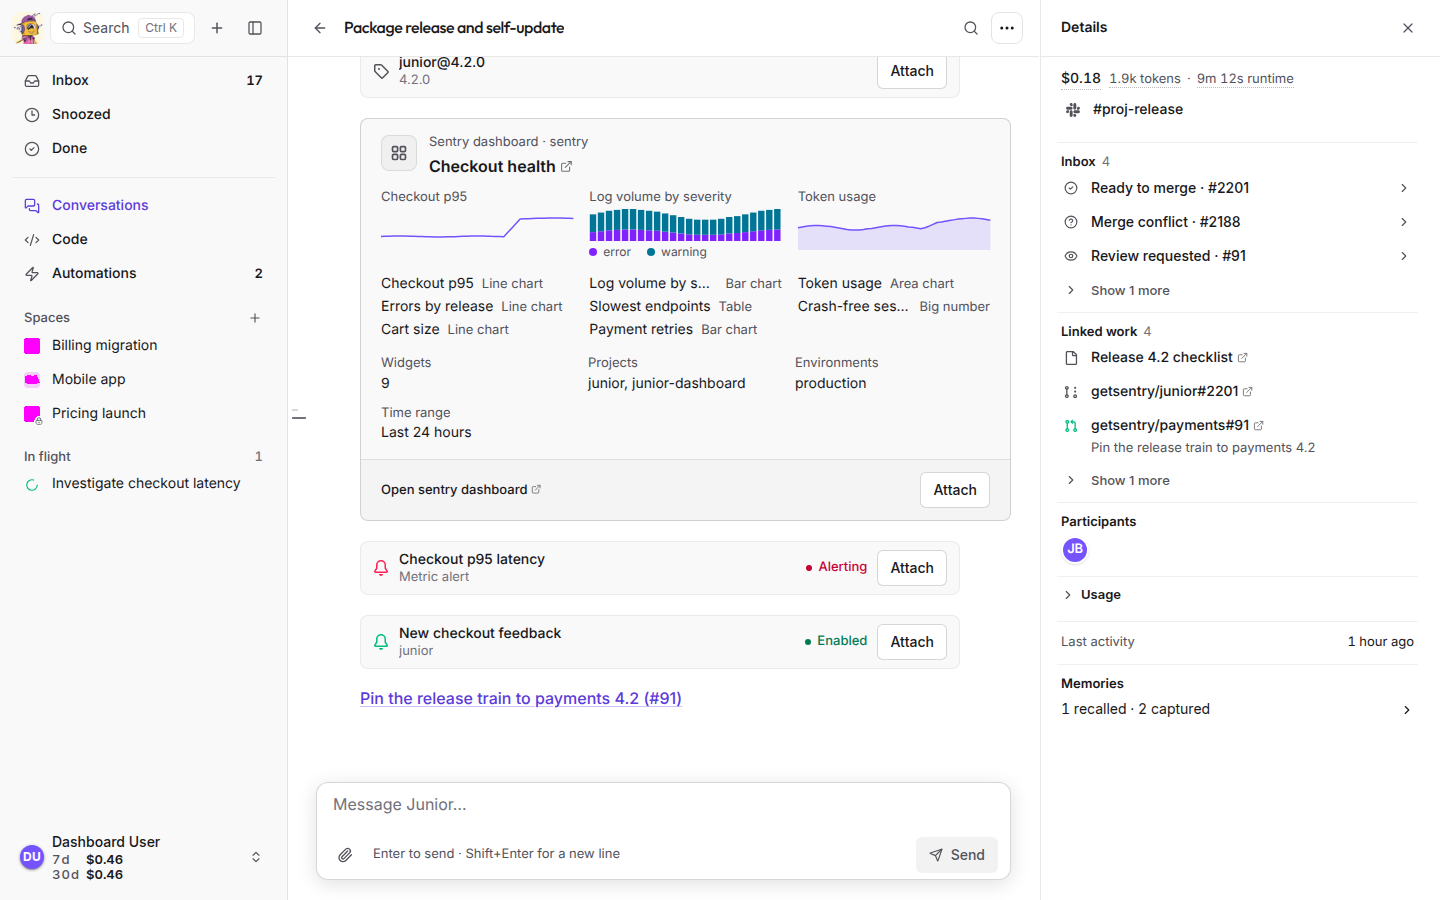 Search Ctrl K
Inbox 17
Snoozed
Done
Conversations
Code
Automations 2
Spaces
Billing migration
Mobile app
Pricing launch
In flight 1
Investigate checkout latency
DU
Dashboard User
7d $0.46
30d $0.46
Package release and self-update
junior@4.2.0
4.2.0
Attach
Sentry dashboard · sentry
Checkout health
Checkout p95
Log volume by severity
Token usage
error warning
Checkout p95 Line chart
Log volume by s... Bar chart
Token usage Area chart
Errors by release Line chart
Slowest endpoints Table
Crash-free ses... Big number
Cart size Line chart
Payment retries Bar chart
Widgets
9
Projects
junior, junior-dashboard
Environments
production
Time range
Last 24 hours
Open sentry dashboard
Attach
Checkout p95 latency
Metric alert
Alerting
Attach
New checkout feedback
junior
Enabled
Attach
Pin the release train to payments 4.2 (#91)
Message Junior...
Enter to send · Shift+Enter for a new line
Send
Details
$0.18 1.9k tokens · 9m 12s runtime
#proj-release
Inbox 4
Ready to merge · #2201
Merge conflict · #2188
Review requested · #91
Show 1 more
Linked work 4
Release 4.2 checklist
getsentry/junior#2201
getsentry/payments#91
Pin the release train to payments 4.2
Show 1 more
Participants
JB
Usage
Last activity 1 hour ago
Memories
1 recalled · 2 captured